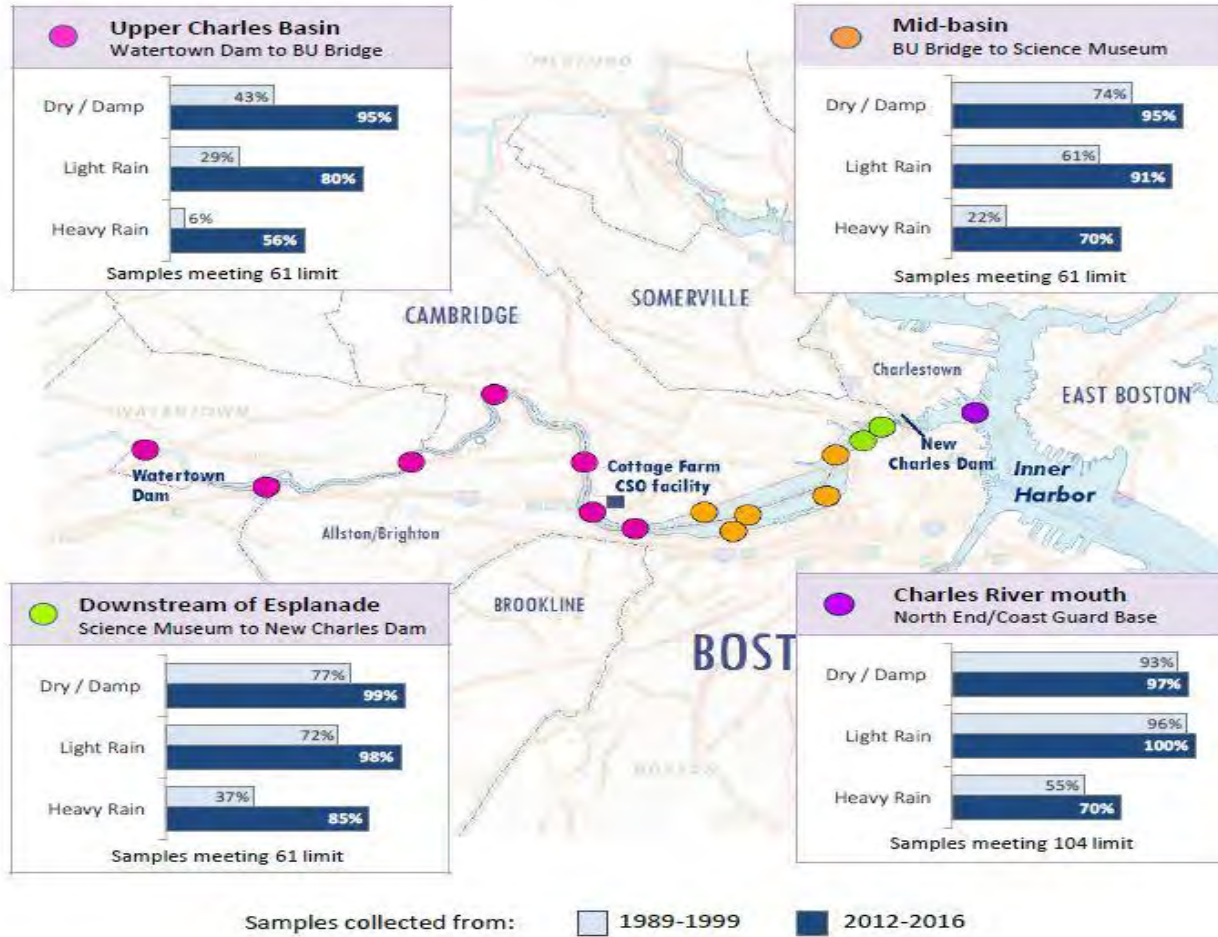 Upper Charles Basin
Watertown Dam to BU Bridge
Dry / Damp
43%
95%
Light Rain
29%
80%
Heavy Rain
6%
56%
Samples meeting 61 limit
Mid-basin
BU Bridge to Science Museum
Dry / Damp
74%
95%
Light Rain
61%
91%
Heavy Rain
22%
70%
Samples meeting 61 limit
MEDFORD
SOMERVILLE
CAMBRIDGE
Charlestown
EAST BOSTON
WATERTOWN
Watertown
Dam
New
Charles Dam
Cottage Farm
CSO facility
Inner
Harbor
Allston/Brighton
BROOKLINE
BOST
Downstream of Esplanade
Science Museum to New Charles Dam
Dry / Damp
77%
99%
Light Rain
72%
98%
Heavy Rain
37%
85%
Samples meeting 61 limit
Charles River mouth
North End/Coast Guard Base
Dry / Damp
93%
97%
Light Rain
96%
100%
Heavy Rain
55%
70%
Samples meeting 104 limit
Samples collected from:
1989-1999
2012-2016